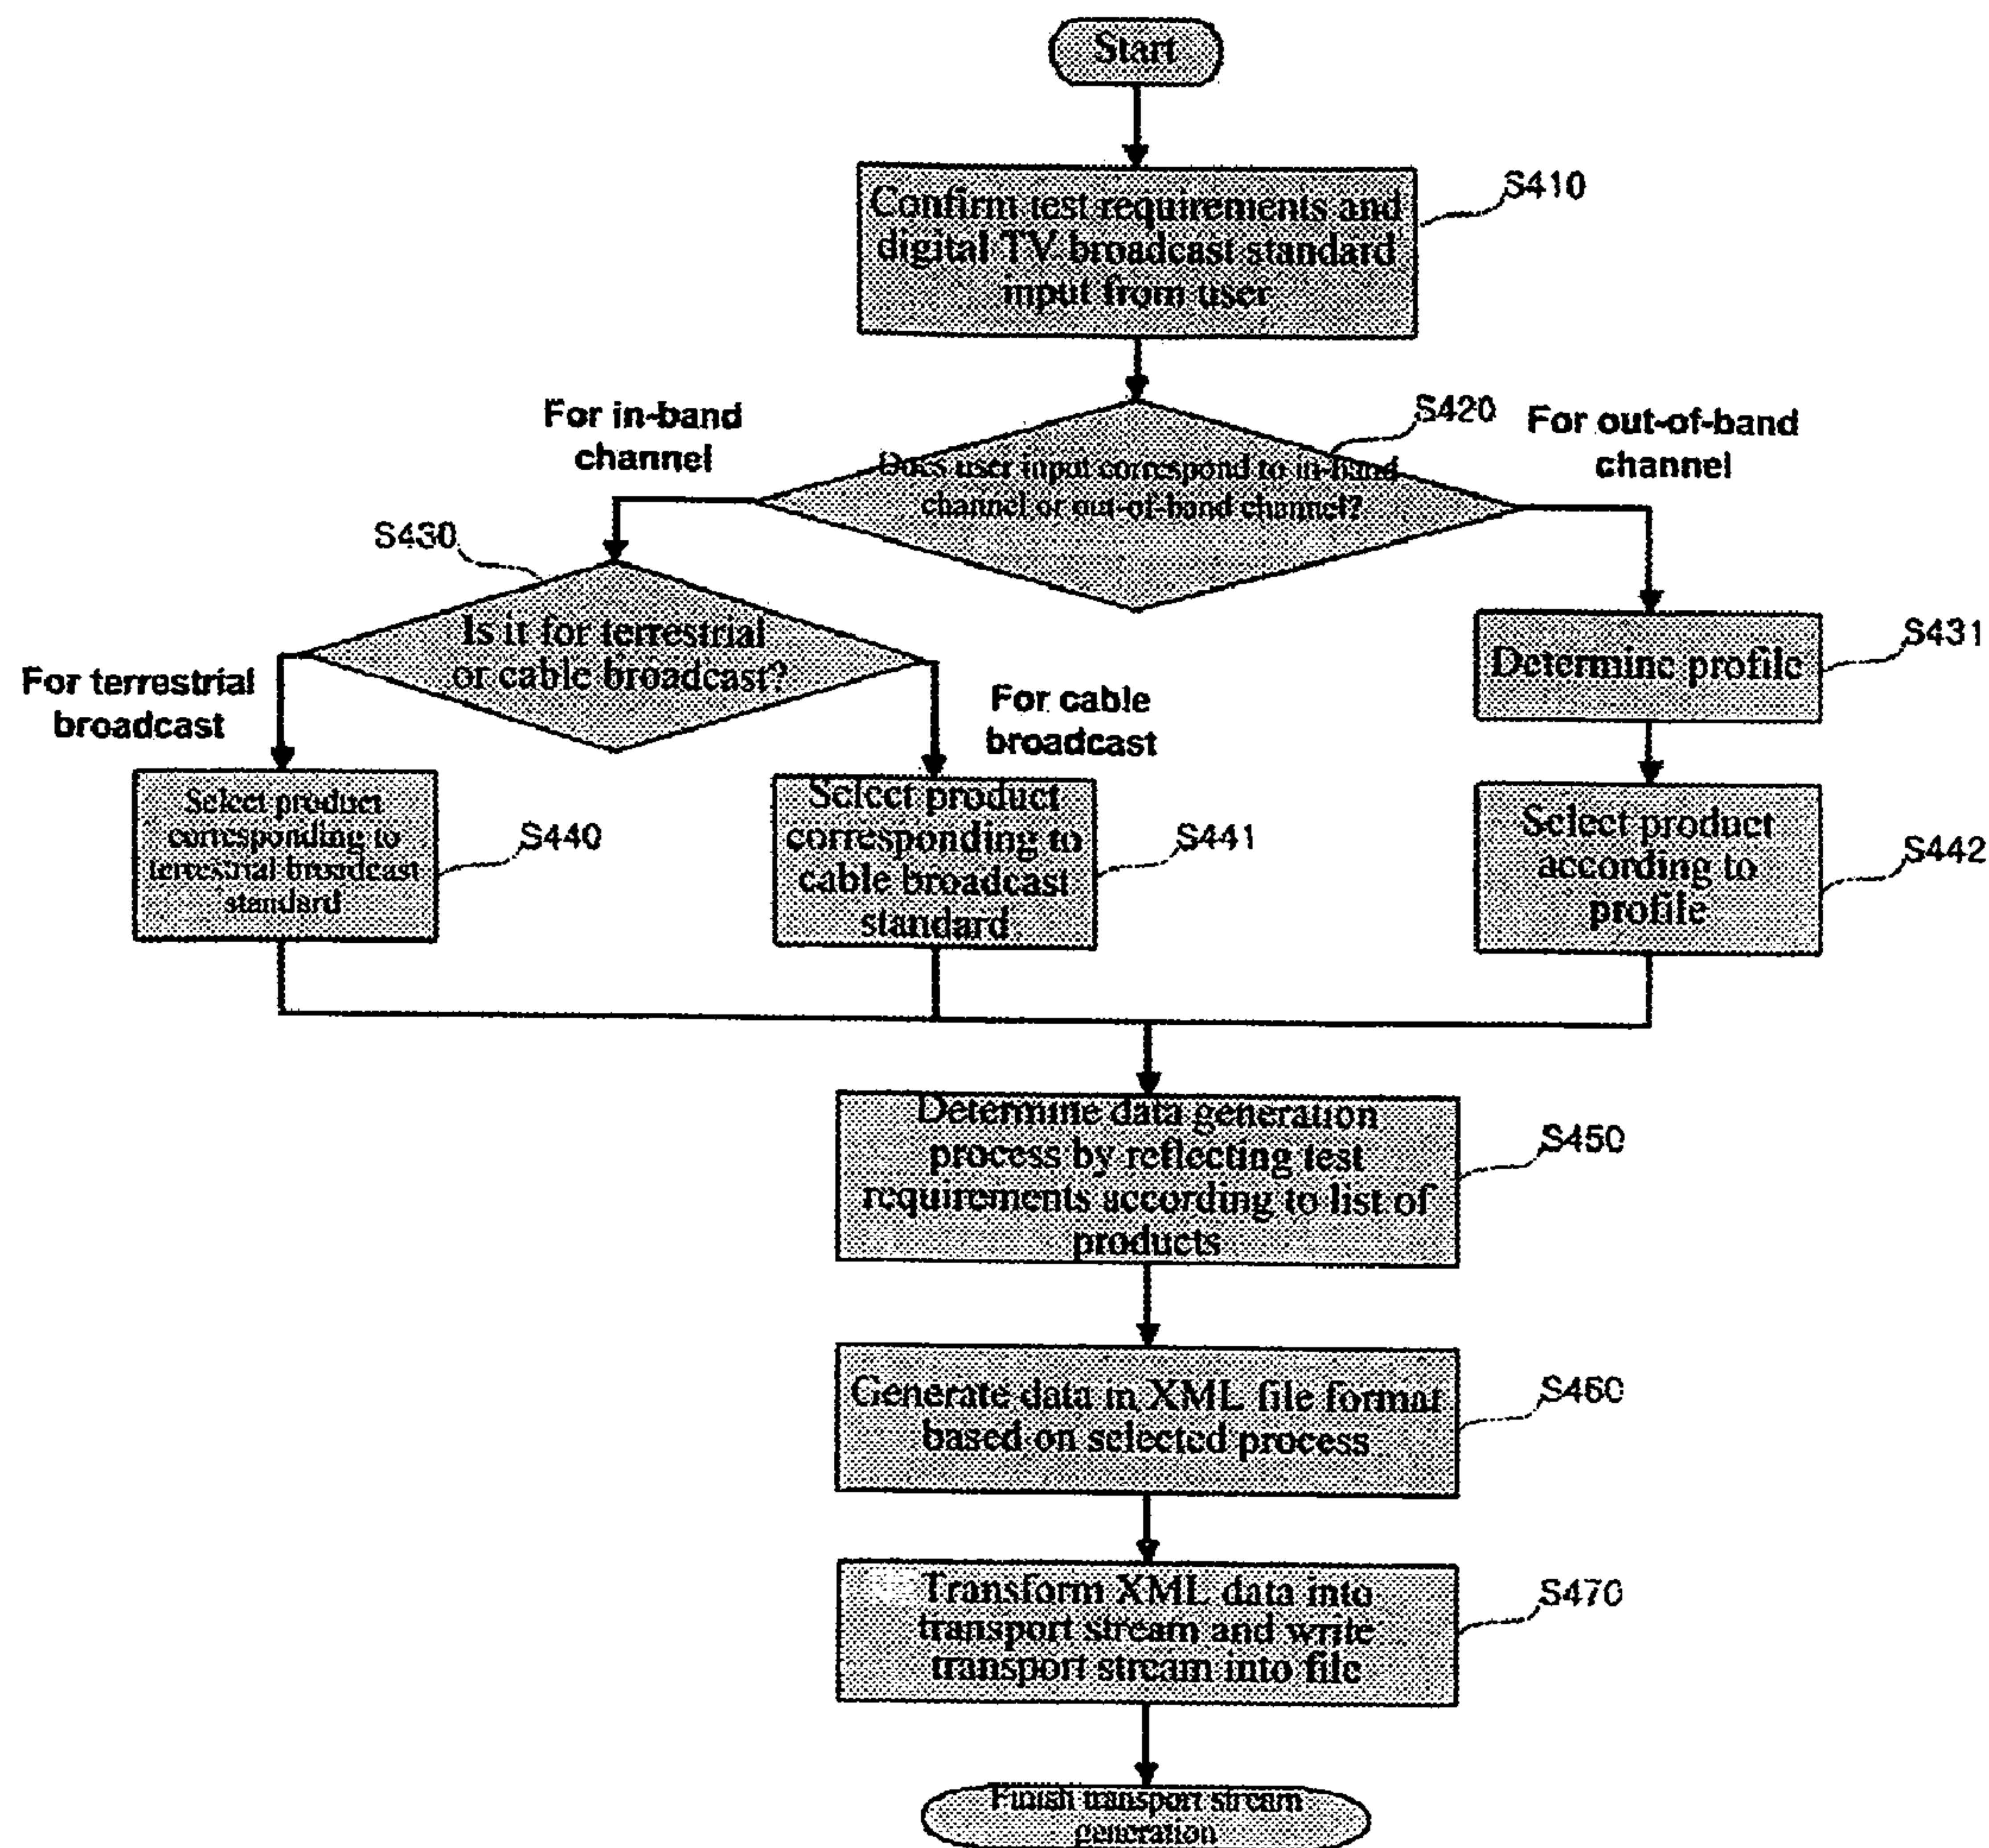 Start
Confirm test requirements and
digital TV broadcast standard
input from user
S410
For in-band
channel
S420
For out-of-band
channel
Does user input correspond to in-band
channel or out-of-band channel?
S430
Is it for terrestrial
or cable broadcast?
For terrestrial
broadcast
For cable
broadcast
Determine profile
S431
Select product
corresponding to
terrestrial broadcast
standard
S440
Select product
corresponding to
cable broadcast
standard
S441
Select product
according to
profile
S442
Determine data generation
process by reflecting test
requirements according to list of
products
S450
Generate data in XML file format
based on selected process
S460
Transform XML data into
transport stream and write
transport stream into file
S470
Finish transport stream
generation